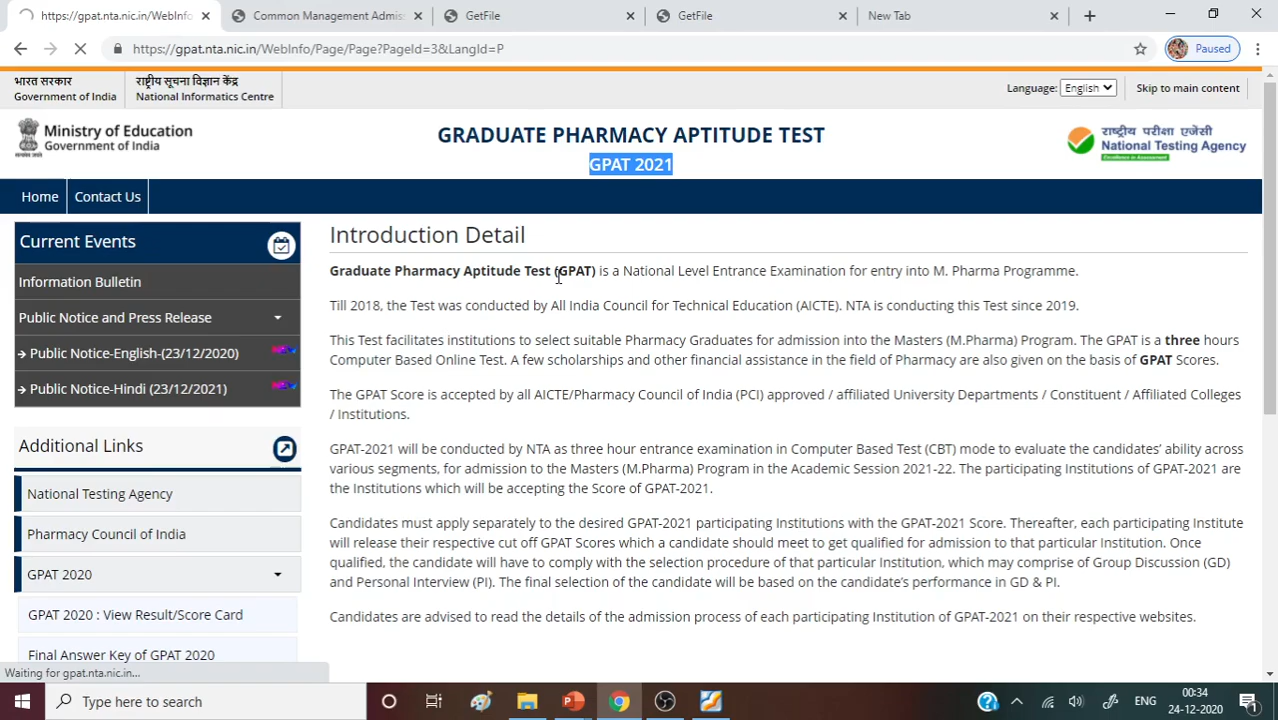 https://gpat.nta.nic.in/WebInfo
Common Management Admis
GetFile
GetFile
New Tab
https://gpat.nta.nic.in/WebInfo/Page/Page?PageId=3&LangId=P
Paused
भारत सरकार
Government of India
राष्ट्रीय सूचना विज्ञान केंद्र
National Informatics Centre
Language: English
Skip to main content
Ministry of Education
Government of India
GRADUATE PHARMACY APTITUDE TEST
GPAT 2021
राष्ट्रीय परीक्षा एजेंसी
National Testing Agency
Excellence in Assessment
Home
Contact Us
Current Events
Information Bulletin
Public Notice and Press Release
Public Notice-English-(23/12/2020)
Public Notice-Hindi (23/12/2021)
Additional Links
National Testing Agency
Pharmacy Council of India
GPAT 2020
GPAT 2020 : View Result/Score Card
Final Answer Key of GPAT 2020
Introduction Detail
Graduate Pharmacy Aptitude Test (GPAT) is a National Level Entrance Examination for entry into M. Pharma Programme.
Till 2018, the Test was conducted by All India Council for Technical Education (AICTE). NTA is conducting this Test since 2019.
This Test facilitates institutions to select suitable Pharmacy Graduates for admission into the Masters (M.Pharma) Program. The GPAT is a three hours
Computer Based Online Test. A few scholarships and other financial assistance in the field of Pharmacy are also given on the basis of GPAT Scores.
The GPAT Score is accepted by all AICTE/Pharmacy Council of India (PCI) approved / affiliated University Departments / Constituent / Affiliated Colleges
/ Institutions.
GPAT-2021 will be conducted by NTA as three hour entrance examination in Computer Based Test (CBT) mode to evaluate the candidates’ ability across
various segments, for admission to the Masters (M.Pharma) Program in the Academic Session 2021-22. The participating Institutions of GPAT-2021 are
the Institutions which will be accepting the Score of GPAT-2021.
Candidates must apply separately to the desired GPAT-2021 participating Institutions with the GPAT-2021 Score. Thereafter, each participating Institute
will release their respective cut off GPAT Scores which a candidate should meet to get qualified for admission to that particular Institution. Once
qualified, the candidate will have to comply with the selection procedure of that particular Institution, which may comprise of Group Discussion (GD)
and Personal Interview (PI). The final selection of the candidate will be based on the candidate’s performance in GD & PI.
Candidates are advised to read the details of the admission process of each participating Institution of GPAT-2021 on their respective websites.
Waiting for gpat.nta.nic.in...
Type here to search
ENG
00:34
24-12-2020
1